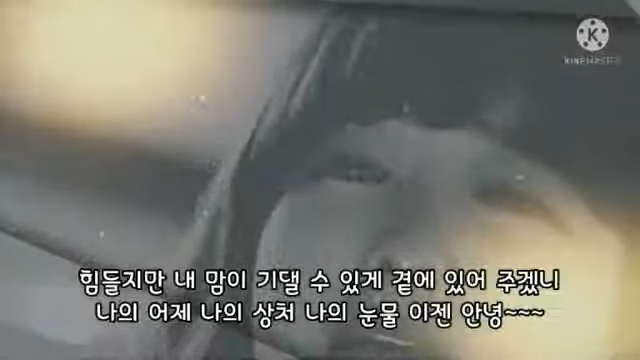 K
KINEMASTER
힘들지만 내 맘이 기댈 수 있게 곁에 있어 주겠니
나의 어제 나의 상처 나의 눈물 이젠 안녕~~~